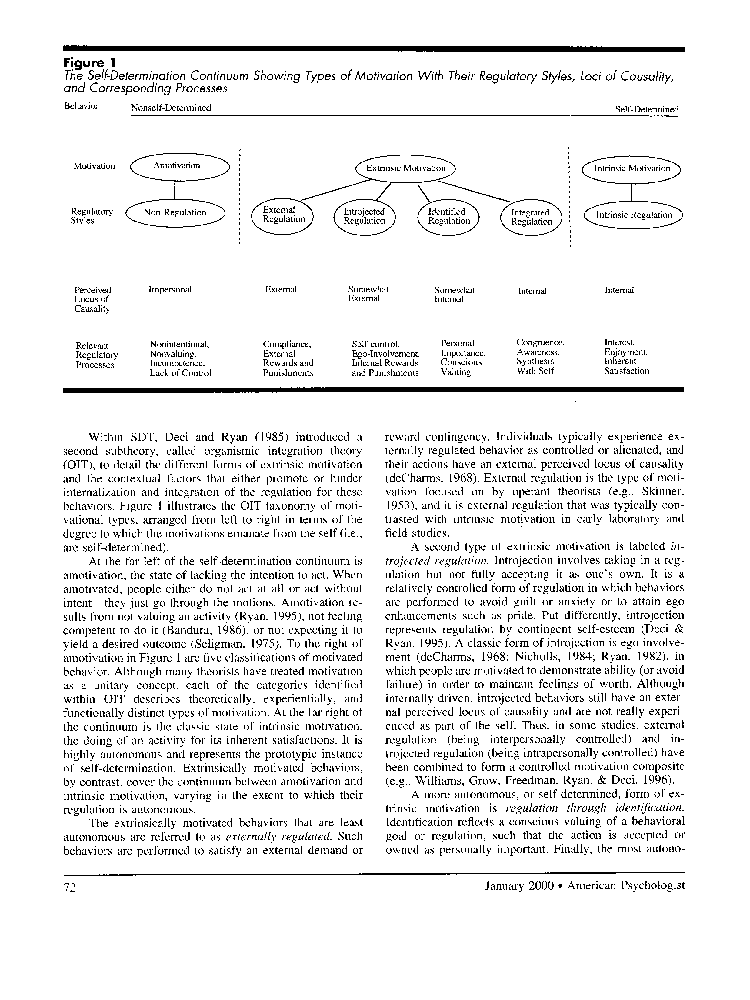 Figure 1
The Self-Determination Continuum Showing Types of Motivation With Their Regulatory Styles, Loci of Causality,
and Corresponding Processes
Behavior Nonself-Determined Self-Determined
Motivation Amotivation Extrinsic Motivation Intrinsic Motivation
Regulatory
Styles
Non-Regulation
External
Regulation
Introjected
Regulation
Identified
Regulation
Integrated
Regulation
Intrinsic Regulation
Perceived
Locus of
Causality
Impersonal
External
Somewhat
External
Somewhat
Internal
Internal
Internal
Relevant
Regulatory
Processes
Nonintentional,
Nonvaluing,
Incompetence,
Lack of Control
Compliance,
External
Rewards and
Punishments
Self-control,
Ego-Involvement,
Internal Rewards
and Punishments
Personal
Importance,
Conscious
Valuing
Congruence,
Awareness,
Synthesis
With Self
Interest,
Enjoyment,
Inherent
Satisfaction
Within SDT, Deci and Ryan (1985) introduced a
second subtheory, called organismic integration theory
(OIT), to detail the different forms of extrinsic motivation
and the contextual factors that either promote or hinder
internalization and integration of the regulation for these
behaviors. Figure 1 illustrates the OIT taxonomy of moti-
vational types, arranged from left to right in terms of the
degree to which the motivations emanate from the self (i.e.,
are self-determined).
At the far left of the self-determination continuum is
amotivation, the state of lacking the intention to act. When
amotivated, people either do not act at all or act without
intent—they just go through the motions. Amotivation re-
sults from not valuing an activity (Ryan, 1995), not feeling
competent to do it (Bandura, 1986), or not expecting it to
yield a desired outcome (Seligman, 1975). To the right of
amotivation in Figure 1 are five classifications of motivated
behavior. Although many theorists have treated motivation
as a unitary concept, each of the categories identified
within OIT describes theoretically, experientially, and
functionally distinct types of motivation. At the far right of
the continuum is the classic state of intrinsic motivation,
the doing of an activity for its inherent satisfactions. It is
highly autonomous and represents the prototypic instance
of self-determination. Extrinsically motivated behaviors,
by contrast, cover the continuum between amotivation and
intrinsic motivation, varying in the extent to which their
regulation is autonomous.
The extrinsically motivated behaviors that are least
autonomous are referred to as externally regulated. Such
behaviors are performed to satisfy an external demand or
reward contingency. Individuals typically experience ex-
ternally regulated behavior as controlled or alienated, and
their actions have an external perceived locus of causality
(deCharms, 1968). External regulation is the type of moti-
vation focused on by operant theorists (e.g., Skinner,
1953), and it is external regulation that was typically con-
trasted with intrinsic motivation in early laboratory and
field studies.
A second type of extrinsic motivation is labeled in-
trojected regulation. Introjection involves taking in a reg-
ulation but not fully accepting it as one's own. It is a
relatively controlled form of regulation in which behaviors
are performed to avoid guilt or anxiety or to attain ego
enhancements such as pride. Put differently, introjection
represents regulation by contingent self-esteem (Deci &
Ryan, 1995). A classic form of introjection is ego involve-
ment (deCharms, 1968; Nicholls, 1984; Ryan, 1982), in
which people are motivated to demonstrate ability (or avoid
failure) in order to maintain feelings of worth. Although
internally driven, introjected behaviors still have an exter-
nal perceived locus of causality and are not really experi-
enced as part of the self. Thus, in some studies, external
regulation (being interpersonally controlled) and in-
trojected regulation (being intrapersonally controlled) have
been combined to form a controlled motivation composite
(e.g., Williams, Grow, Freedman, Ryan, & Deci, 1996).
A more autonomous, or self-determined, form of ex-
trinsic motivation is regulation through identification.
Identification reflects a conscious valuing of a behavioral
goal or regulation, such that the action is accepted or
owned as personally important. Finally, the most autono-
72 January 2000 • American Psychologist